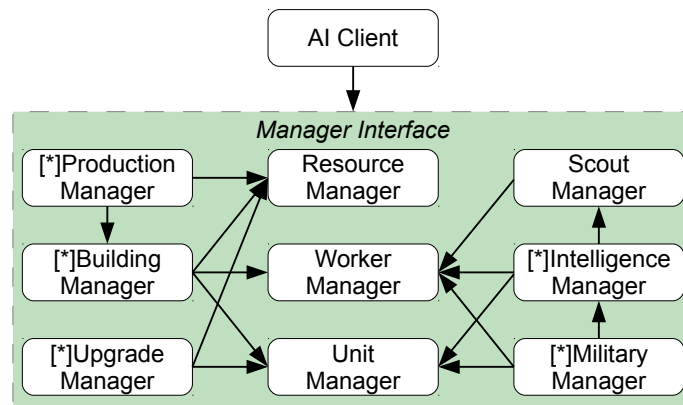 AI Client
Manager Interface
[*]Production
Manager
Resource
Manager
Scout
Manager
[*]Building
Manager
Worker
Manager
[*]Intelligence
Manager
[*]Upgrade
Manager
Unit
Manager
[*]Military
Manager